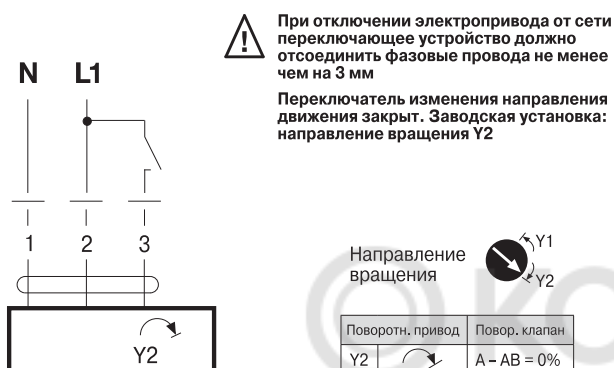 При отключении электропривода от сети
переключающее устройство должно
отсоединить фазовые провода не менее
чем на 3 мм
Переключатель изменения направления
движения закрыт. Заводская установка:
направление вращения Y2
N L1
1 2 3
Y2
Направление
вращения
Y1
Y2
Поворотн. привод Повор. клапан
Y2 A – AB = 0%